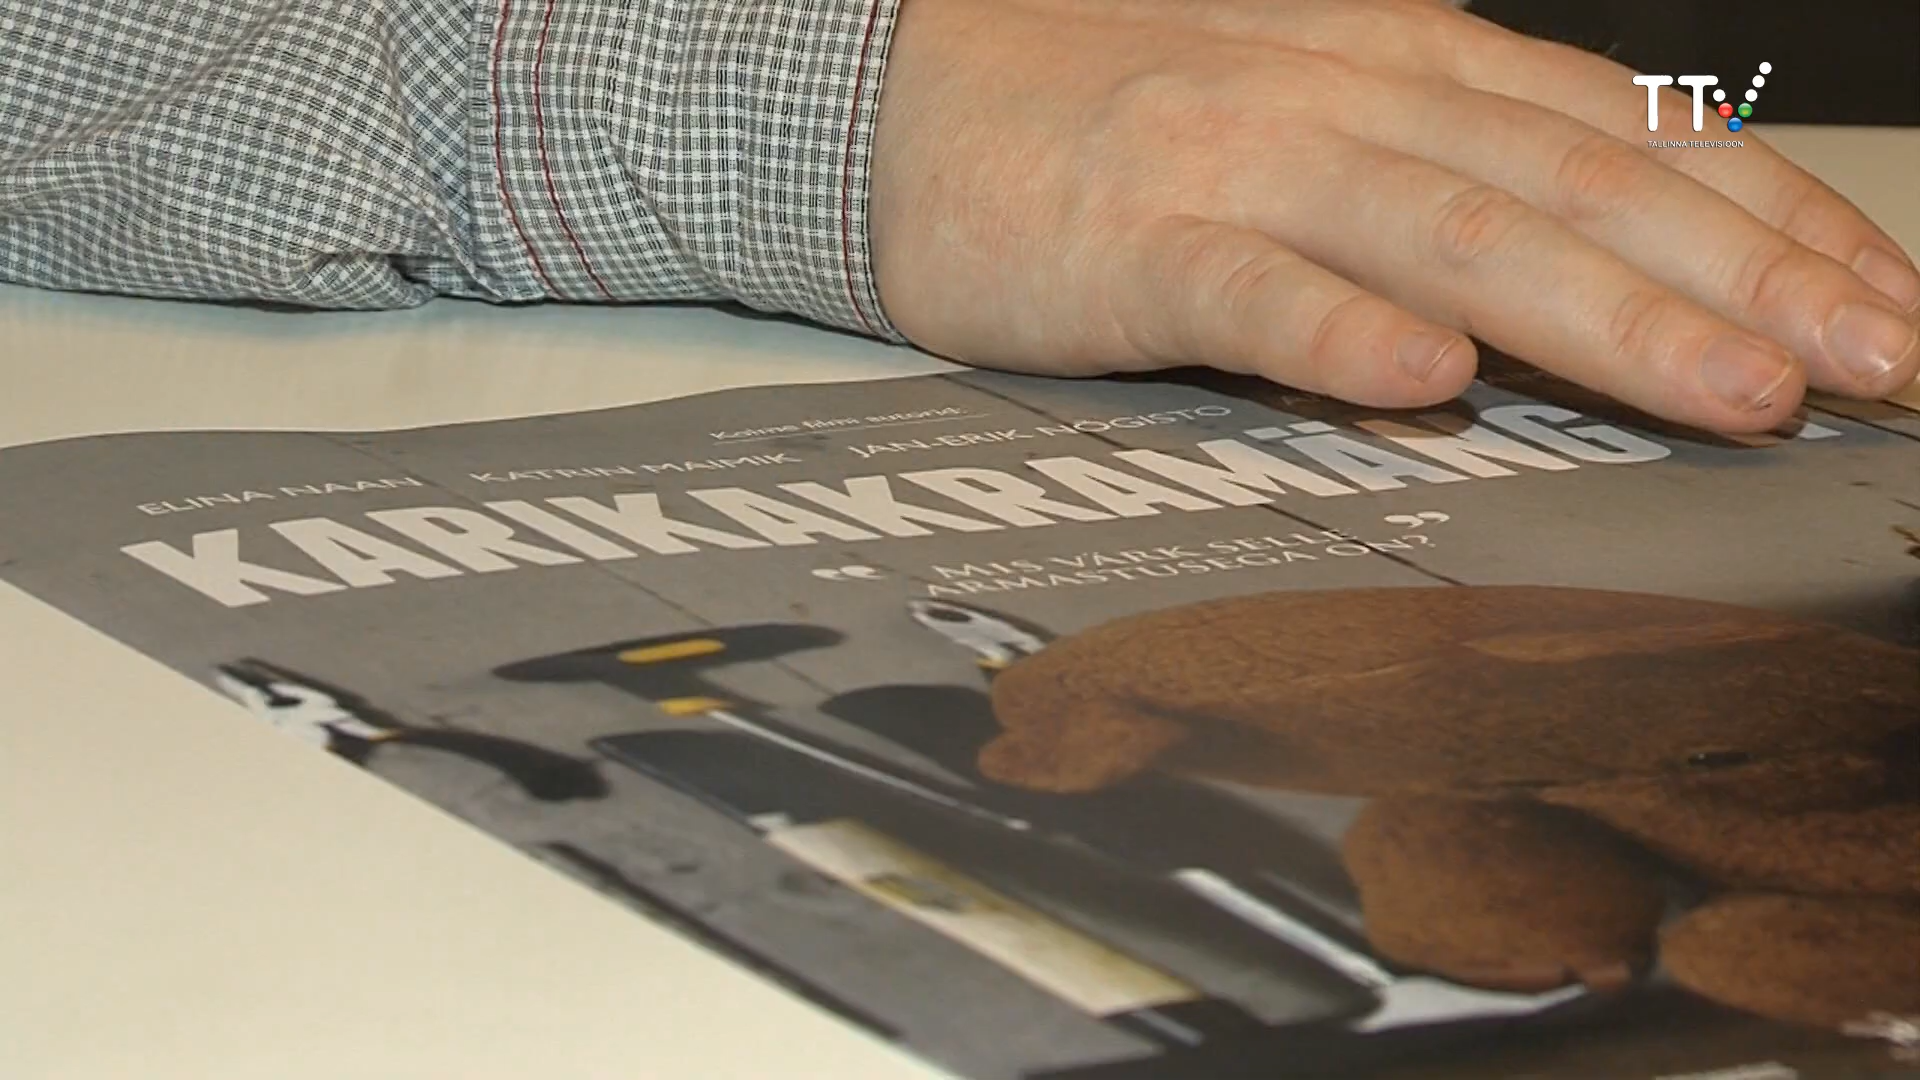 TTV
TALLINNA TELEVISIOON
Kolme filmi autorid:
ELINA NAAN KATRIN MAIMIK JAN-ERIK NÕGISTO
KARIKAKRAMÄNG
“ MIS VÄRK SELLE ”
ARMASTUSEGA ON?